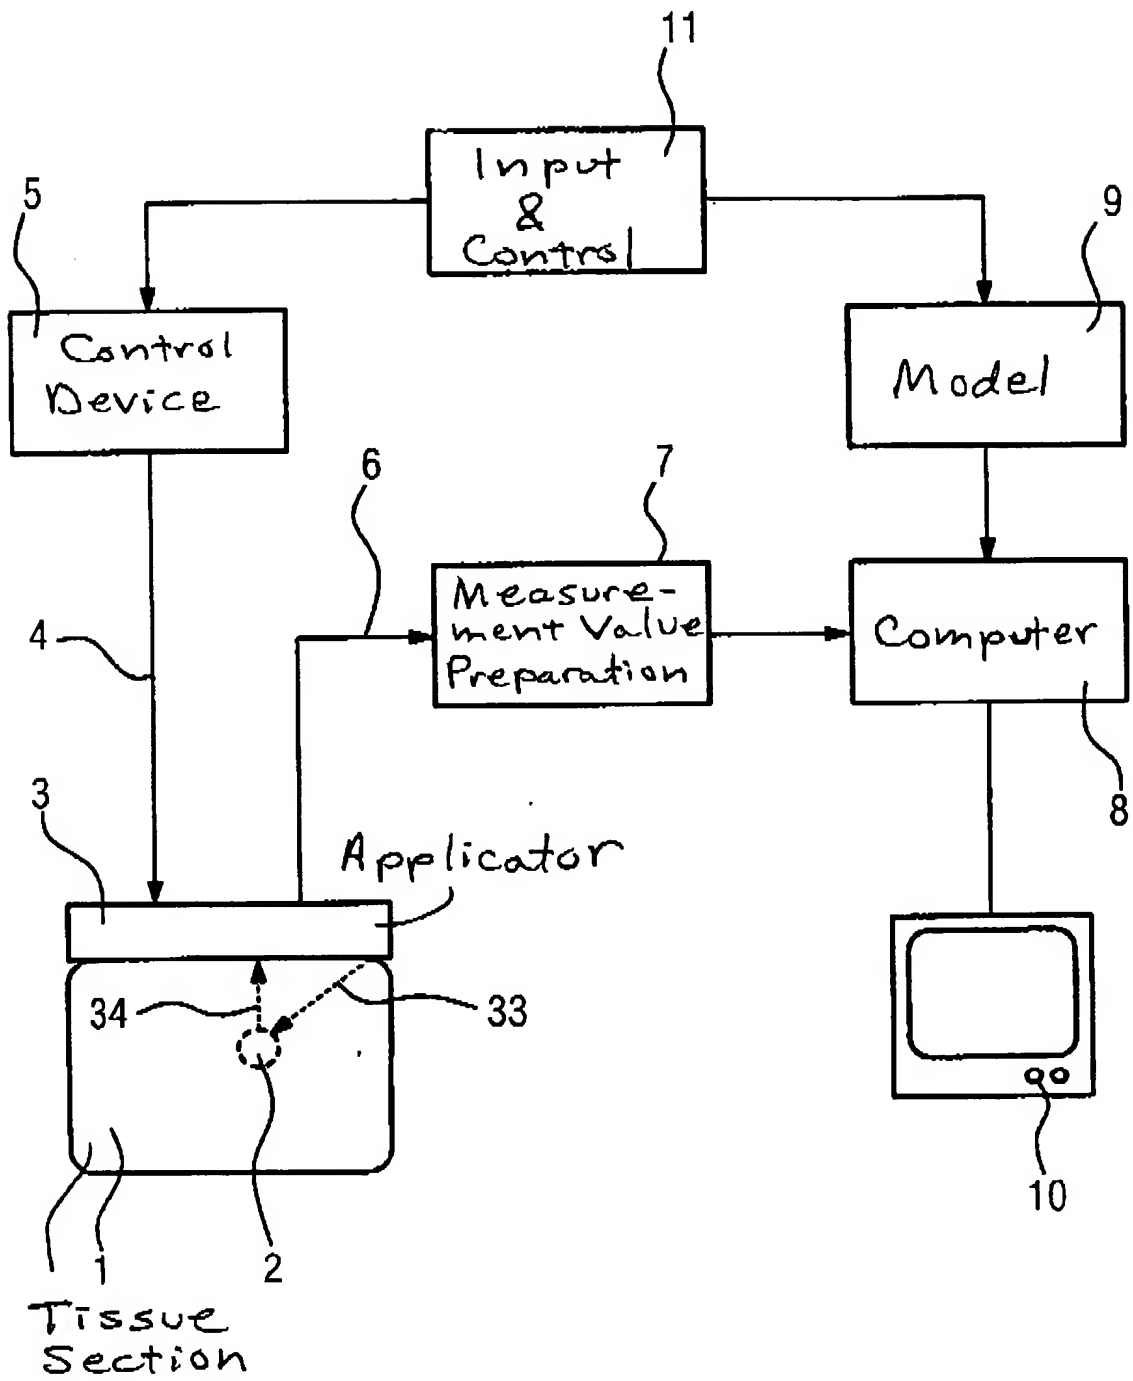 11
Input
&
Control
5
9
Control
Device
Model
6
7
Measure-
ment Value
Preparation
Computer
4
8
3
Applicator
34
33
10
1
2
Tissue
Section